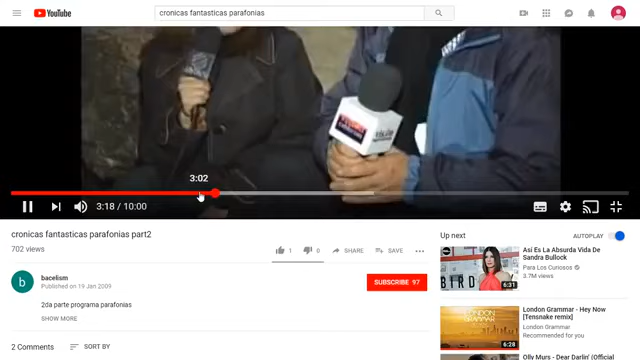 YouTube
cronicas fantasticas parafonias
3:02
3:18 / 10:00
cronicas fantasticas parafonias part2
702 views
1
0
SHARE
SAVE
b
bacelism
Published on 19 Jan 2009
SUBSCRIBE 97
2da parte programa parafonias
SHOW MORE
2 Comments
SORT BY
Up next
AUTOPLAY
BIRD
6:31
Así Es La Absurda Vida De
Sandra Bullock
Para Los Curiosos
3.7M views
LONDON
GRAMMAR
6:28
London Grammar - Hey Now
[Tensnake remix]
London Grammar
Recommended for you
Olly Murs - Dear Darlin' (Official